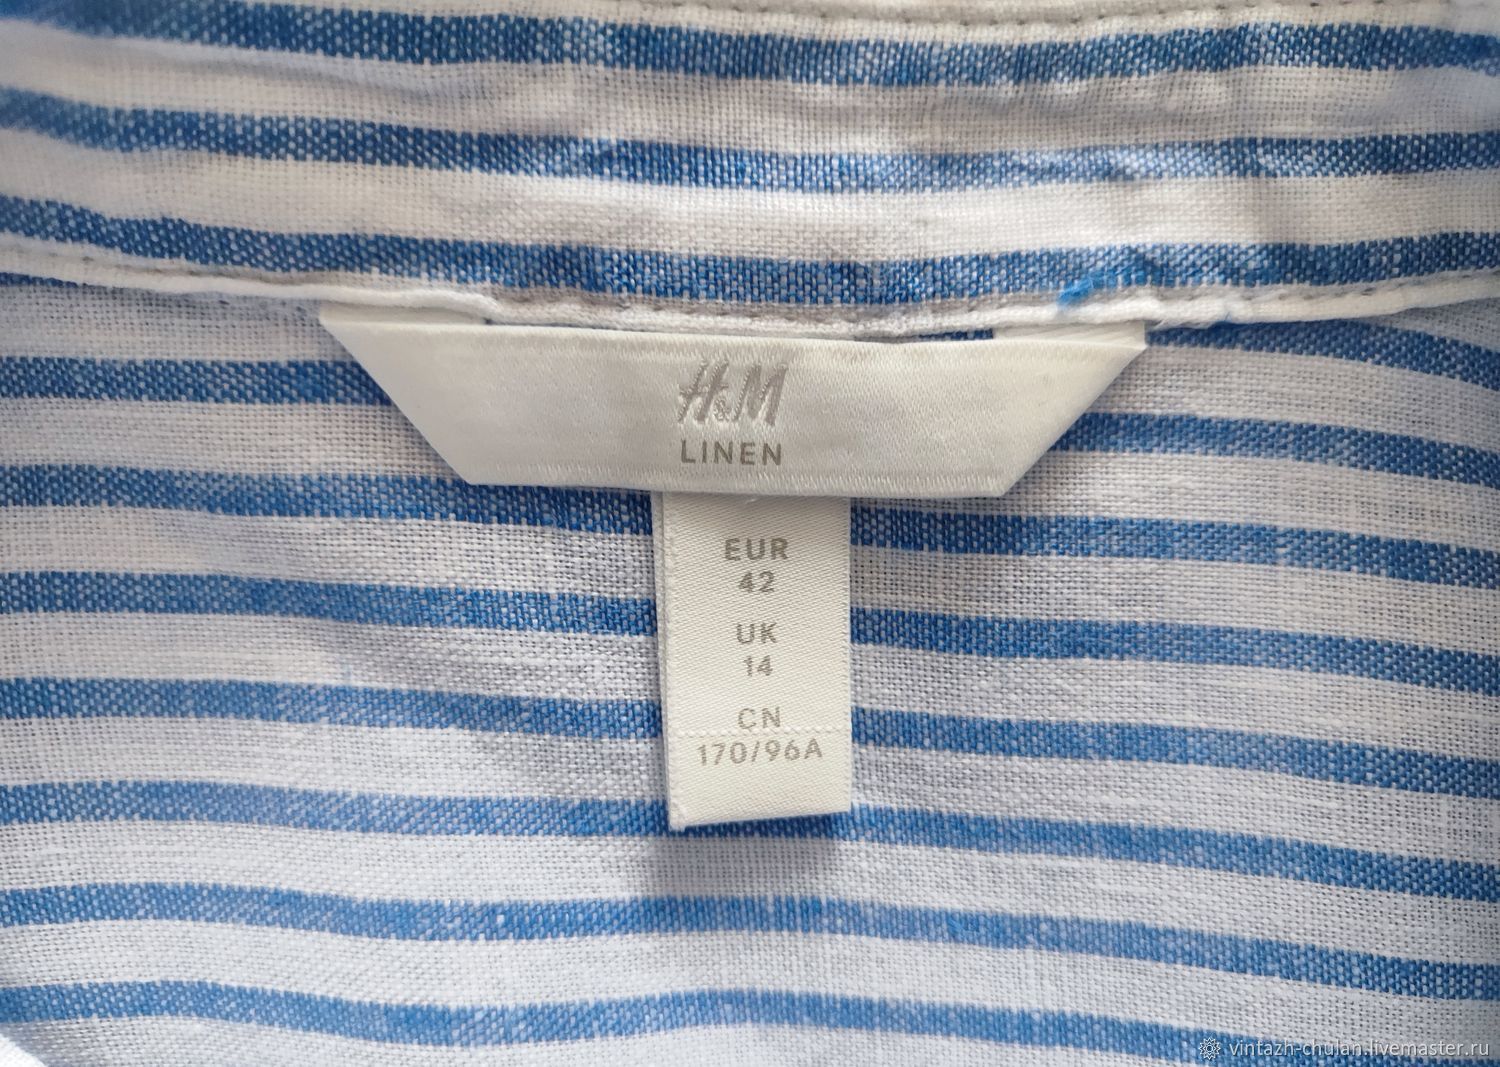 H&M
LINEN
EUR
42
UK
14
CN
170/96A
vintazh-chulan.livemaster.ru